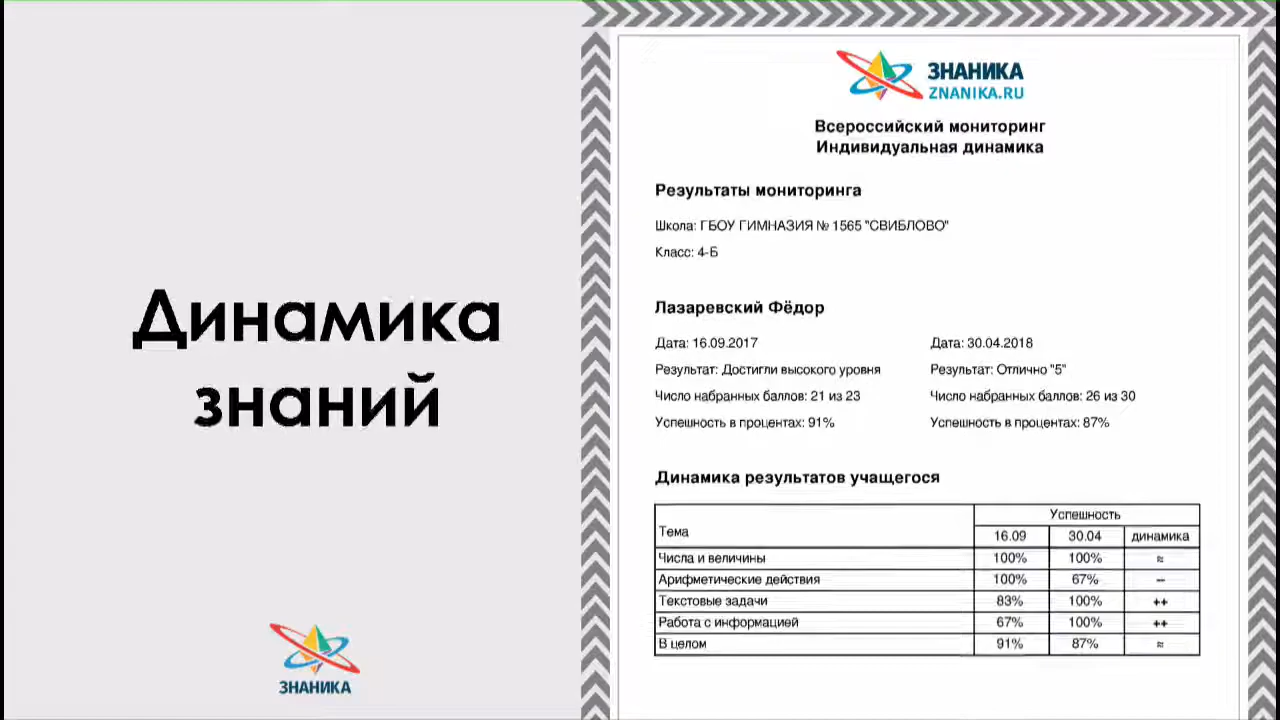 Динамика
знаний
ЗНАНИКА
ЗНАНИКА
ZNANIKA.RU
Всероссийский мониторинг
Индивидуальная динамика
Результаты мониторинга
Школа: ГБОУ ГИМНАЗИЯ № 1565 "СВИБЛОВО"
Класс: 4-Б
Лазаревский Фёдор
Дата: 16.09.2017 Дата: 30.04.2018
Результат: Достигли высокого уровня Результат: Отлично "5"
Число набранных баллов: 21 из 23 Число набранных баллов: 26 из 30
Успешность в процентах: 91% Успешность в процентах: 87%
Динамика результатов учащегося
Тема Успешность
16.09 30.04 динамика
Числа и величины 100% 100% ≈
Арифметические действия 100% 67% –
Текстовые задачи 83% 100% ++
Работа с информацией 67% 100% ++
В целом 91% 87% ≈